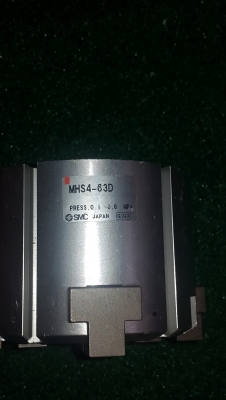 MHS4-63D
PRESS. 0.1 -0.6 MPa
SMC JAPAN